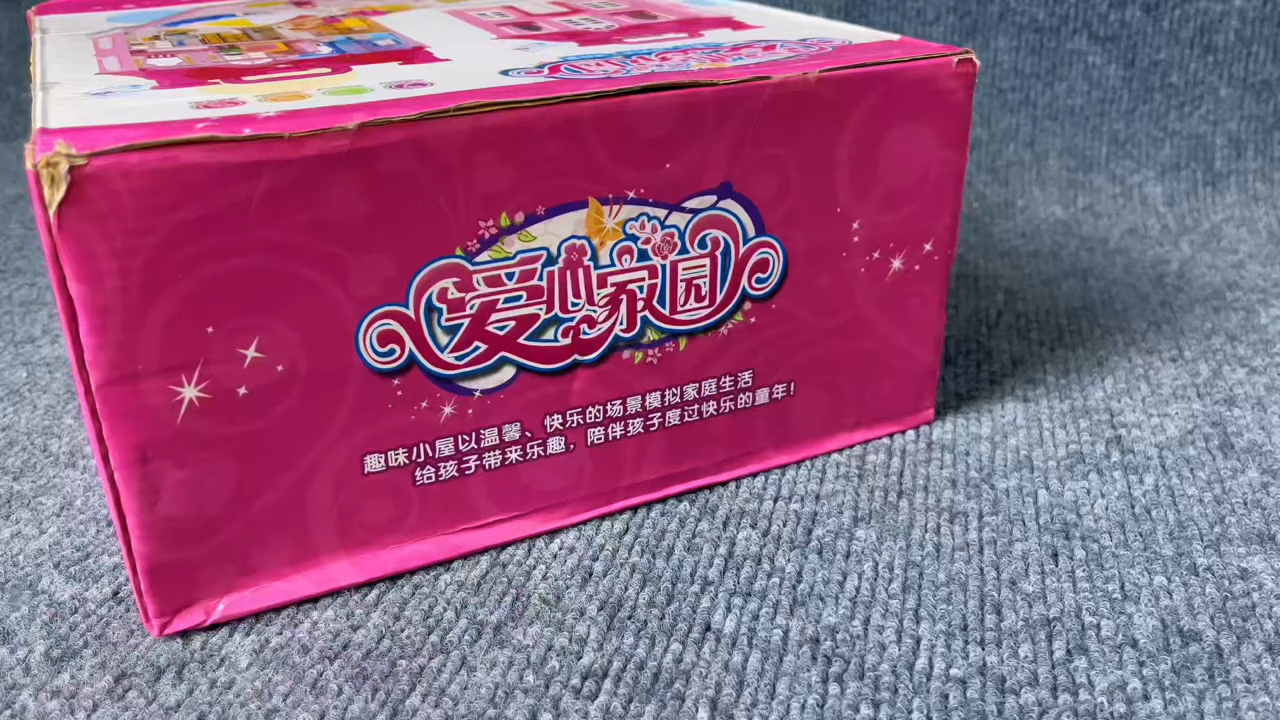 爱心家园
趣味小屋以温馨、快乐的场景模拟家庭生活
给孩子带来乐趣，陪伴孩子度过快乐的童年！